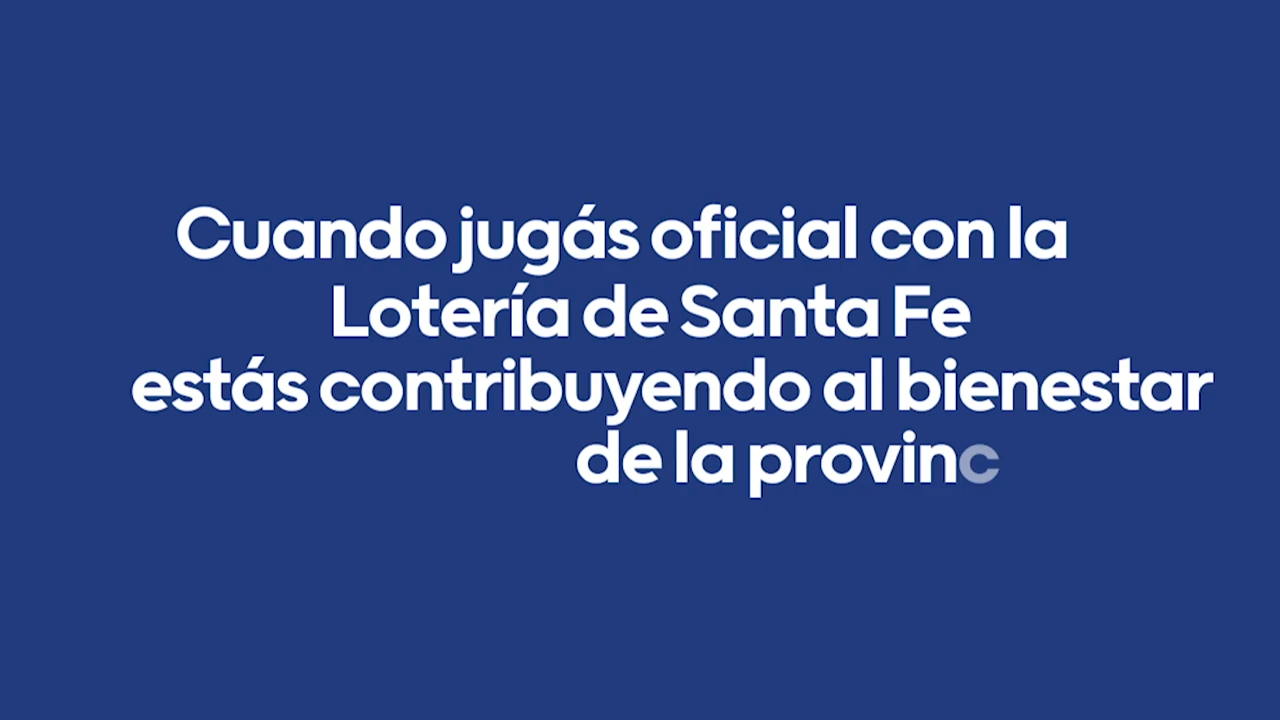 Cuando jugás oficial con la
Lotería de Santa Fe
estás contribuyendo al bienestar
de la provinc